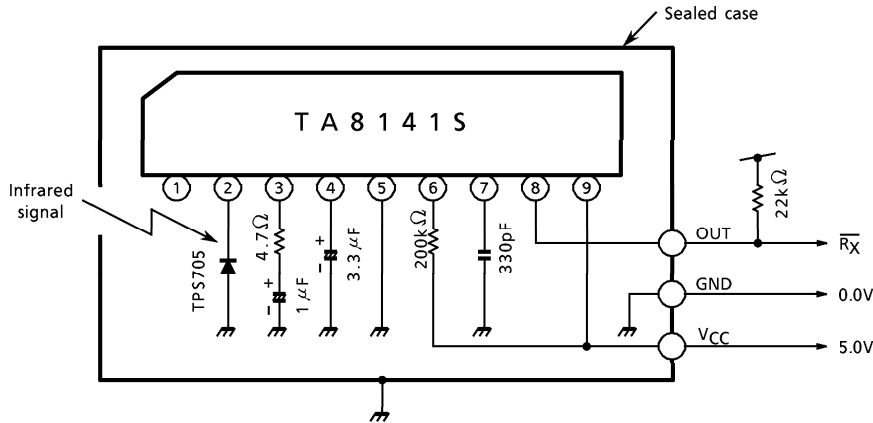 Sealed case
TA8141S
1 2 3 4 5 6 7 8 9
Infrared
signal
TPS705
4.7Ω
- +
1μF
- +
3.3μF
200kΩ
330pF
22kΩ
OUT
R̅X̅
GND
0.0V
VCC
5.0V